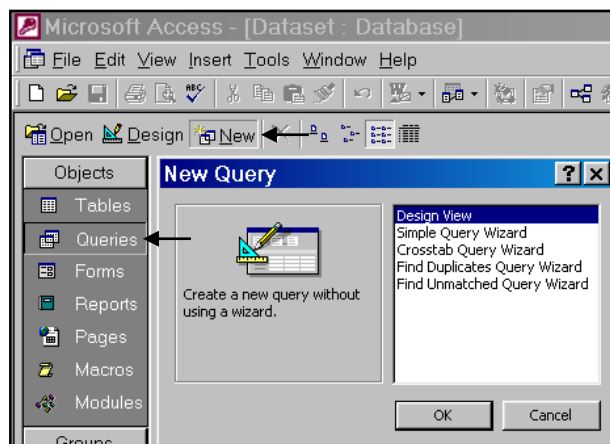 Microsoft Access - [Dataset : Database]
File Edit View Insert Tools Window Help
ABC
Open Design New
Objects
Tables
Queries
Forms
Reports
Pages
Macros
Modules
Groups
New Query
Create a new query without
using a wizard.
Design View
Simple Query Wizard
Crosstab Query Wizard
Find Duplicates Query Wizard
Find Unmatched Query Wizard
OK Cancel